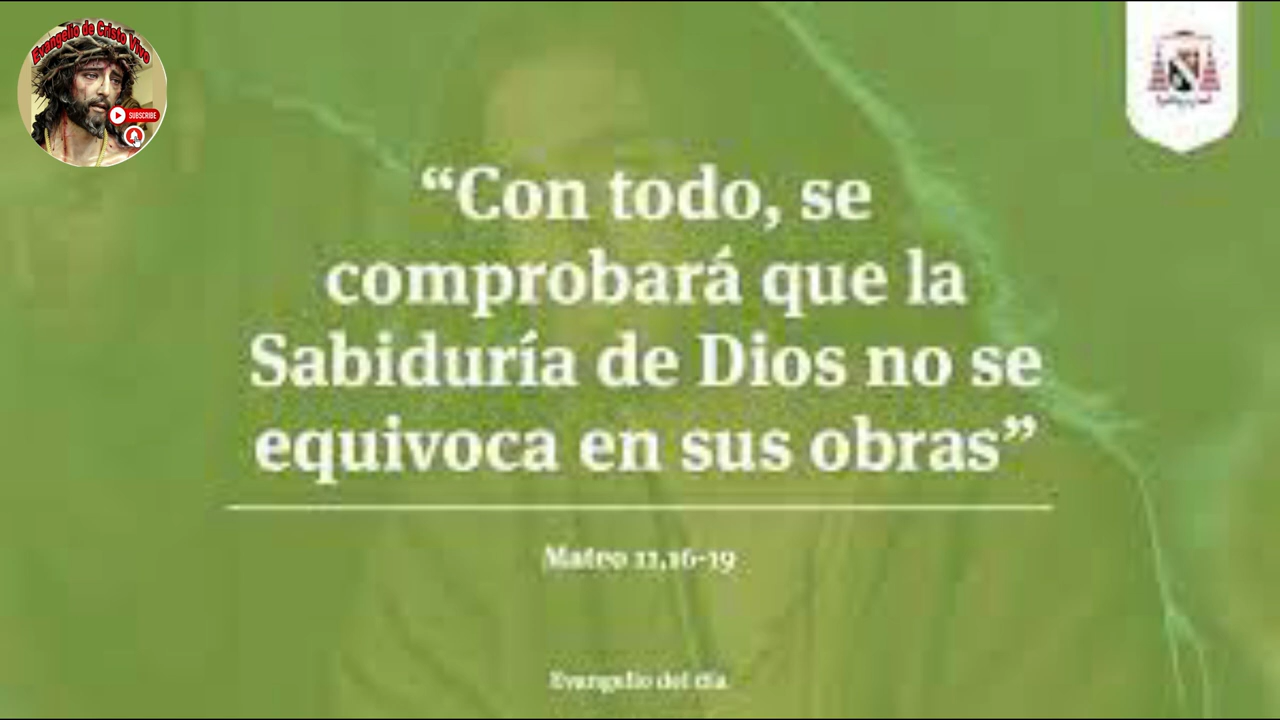 Evangelio de Cristo Vivo
SUBSCRIBE
“Con todo, se
comprobará que la
Sabiduría de Dios no se
equivoca en sus obras”
Mateo 11,16-19
Evangelio del día